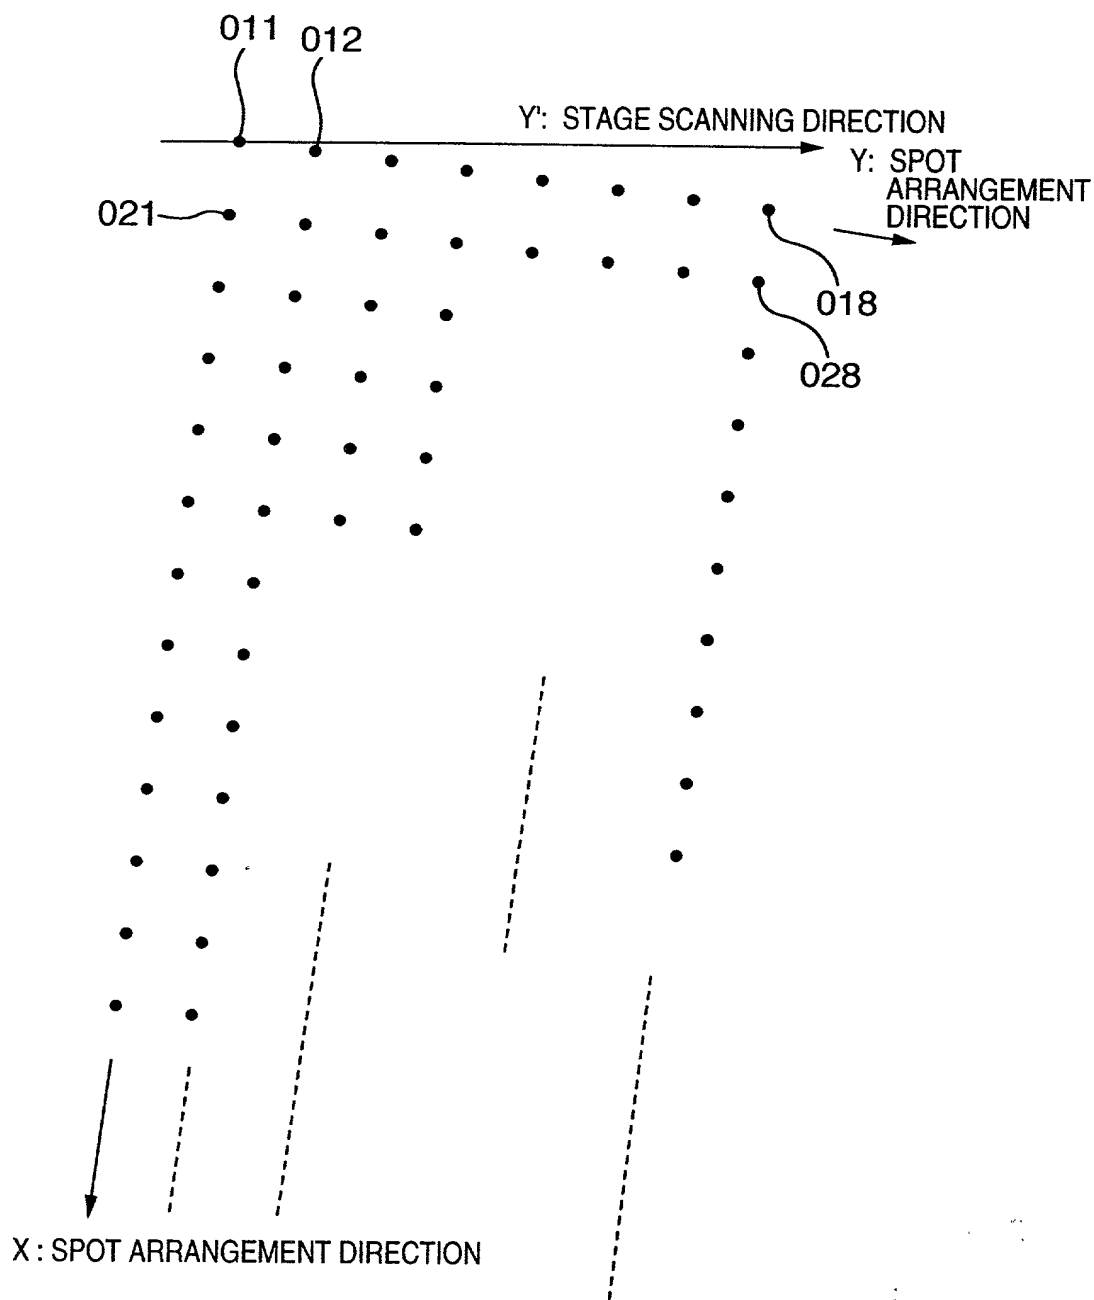 011
012
Y': STAGE SCANNING DIRECTION
Y: SPOT
ARRANGEMENT
DIRECTION
021
018
028
X : SPOT ARRANGEMENT DIRECTION